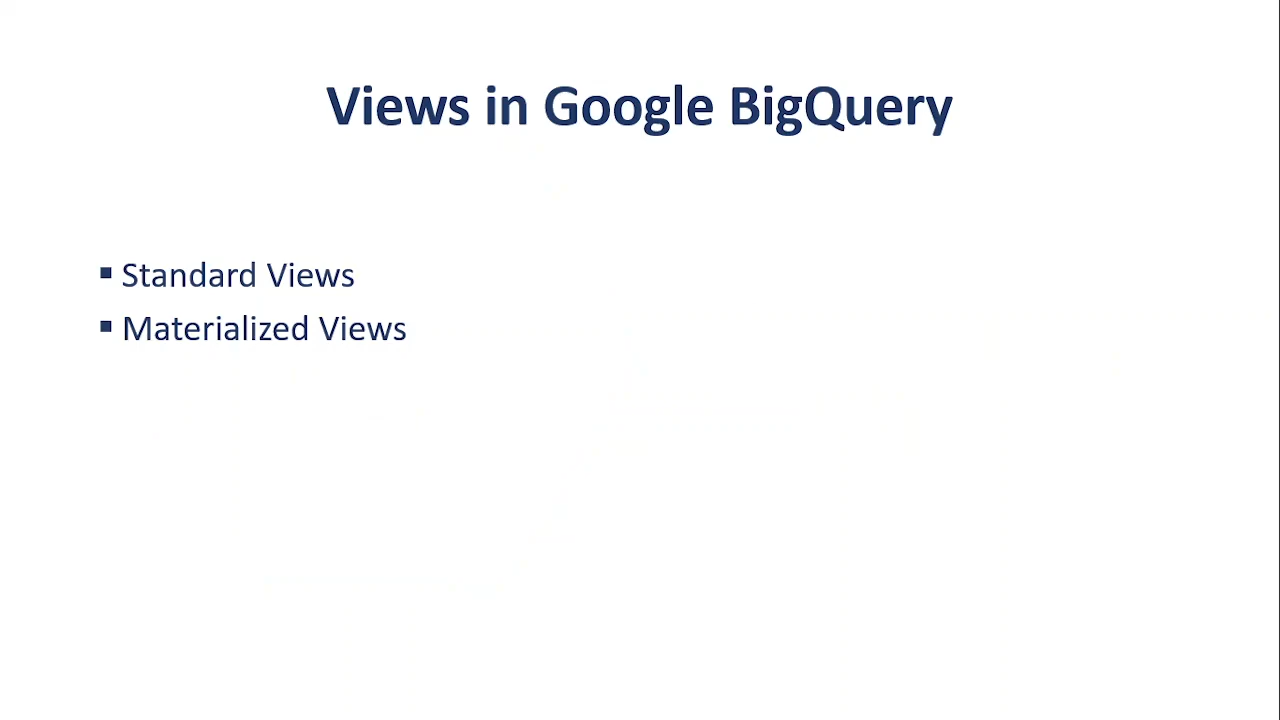 Views in Google BigQuery
▪ Standard Views
▪ Materialized Views